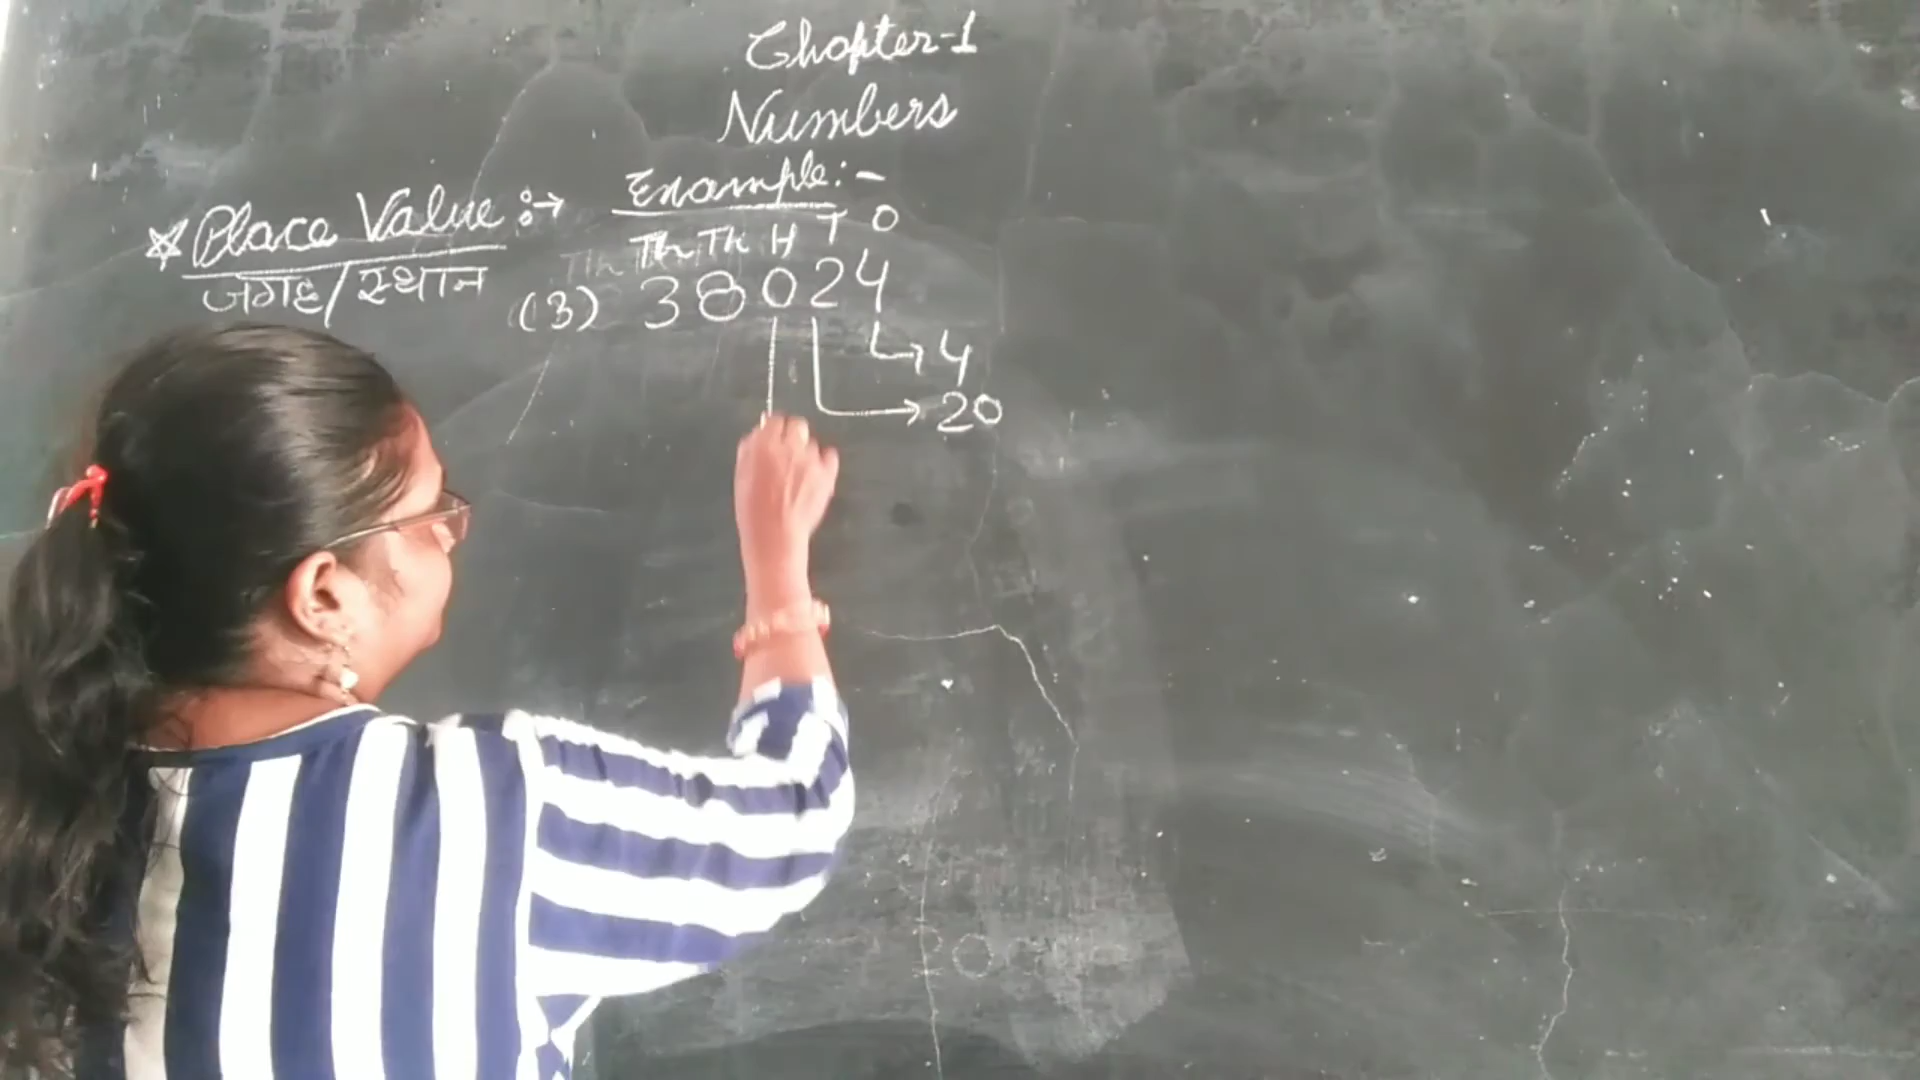 Chapter-1
Numbers
☆ Place Value :→ Example:-
जगह/स्थान
T Th Th H T O
(3) 38024
→ 4
→ 20